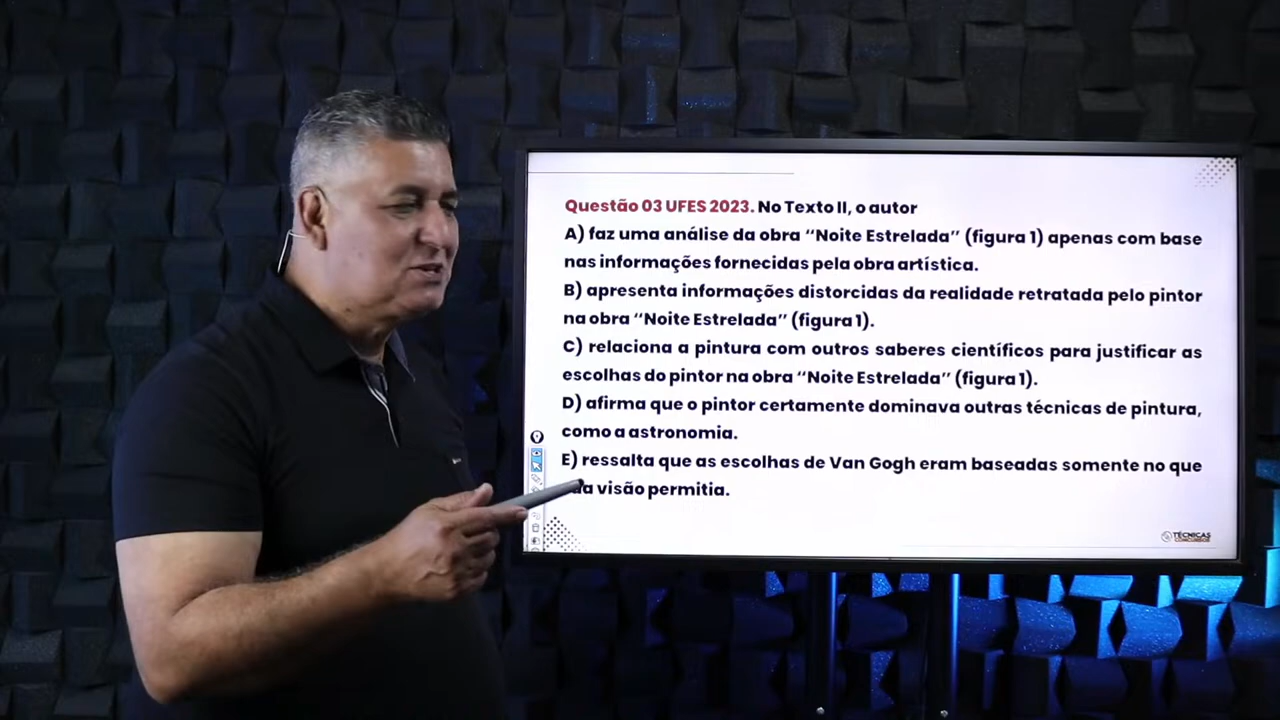 Questão 03 UFES 2023. No Texto II, o autor
A) faz uma análise da obra ‘‘Noite Estrelada’’ (figura 1) apenas com base
nas informações fornecidas pela obra artística.
B) apresenta informações distorcidas da realidade retratada pelo pintor
na obra ‘‘Noite Estrelada’’ (figura 1).
C) relaciona a pintura com outros saberes científicos para justificar as
escolhas do pintor na obra ‘‘Noite Estrelada’’ (figura 1).
D) afirma que o pintor certamente dominava outras técnicas de pintura,
como a astronomia.
E) ressalta que as escolhas de Van Gogh eram baseadas somente no que
visão permitia.
TÉCNICAS
CONCURSOS